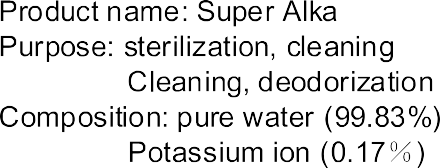 Product name: Super Alka
Purpose: sterilization, cleaning
Cleaning, deodorization
Composition: pure water (99.83%)
Potassium ion (0.17%)